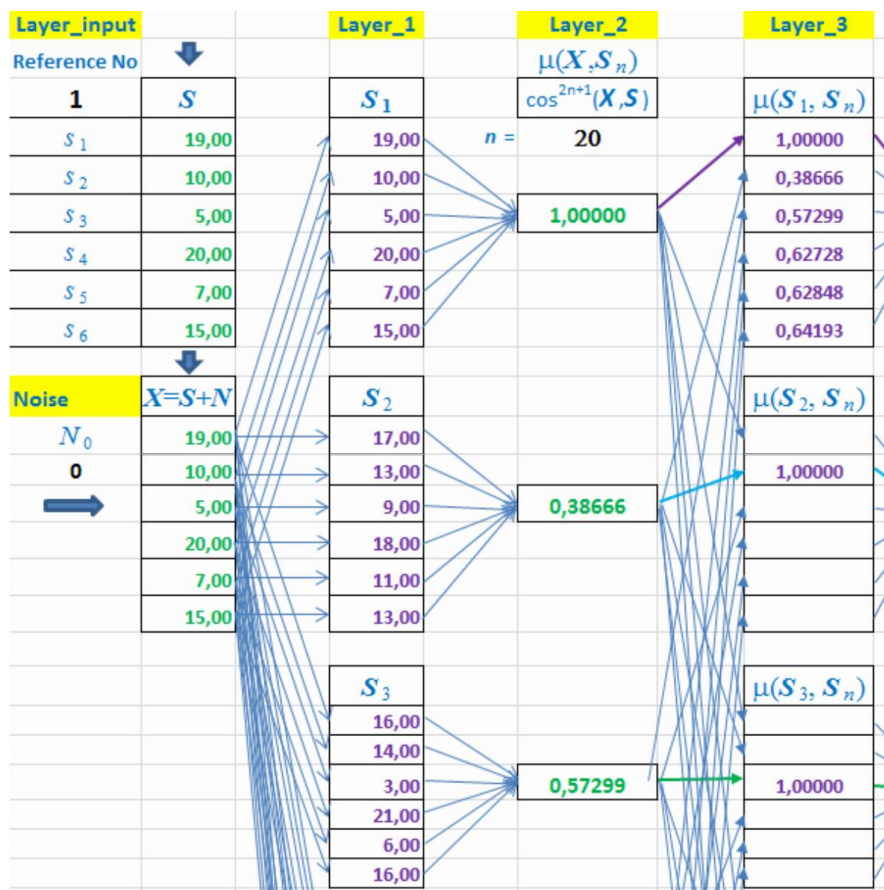 Layer_input Layer_1 Layer_2 Layer_3
Reference No μ(X,Sₙ)
1 S S₁ cos²ⁿ⁺¹(X,S) μ(S₁, Sₙ)
s₁ 19,00 19,00 n = 20 1,00000
s₂ 10,00 10,00 0,38666
s₃ 5,00 5,00 1,00000 0,57299
s₄ 20,00 20,00 0,62728
s₅ 7,00 7,00 0,62848
s₆ 15,00 15,00 0,64193
Noise X=S+N S₂ μ(S₂, Sₙ)
N₀ 19,00 17,00
0 10,00 13,00 1,00000
5,00 9,00 0,38666
20,00 18,00
7,00 11,00
15,00 13,00
S₃ μ(S₃, Sₙ)
16,00
14,00
3,00 0,57299 1,00000
21,00
6,00
16,00